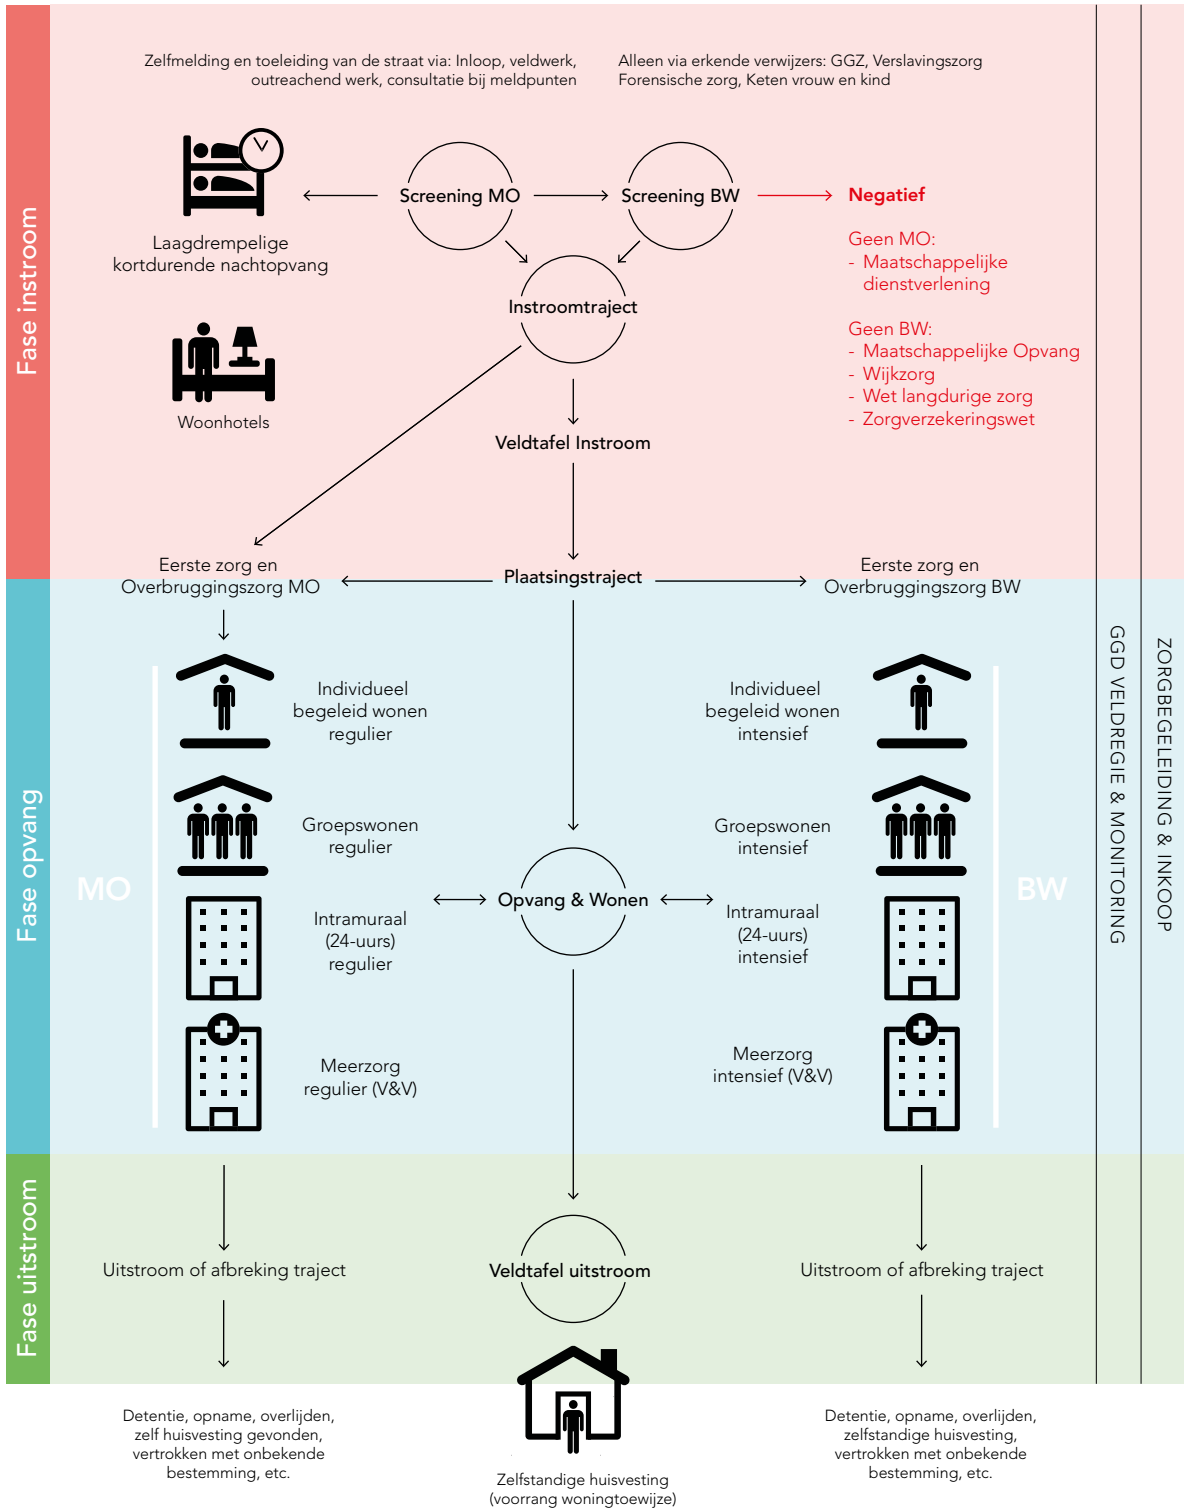 Fase instroom
Zelfmelding en toeleiding van de straat via: Inloop, veldwerk,
outreachend werk, consultatie bij meldpunten
Alleen via erkende verwijzers: GGZ, Verslavingszorg
Forensische zorg, Keten vrouw en kind
Screening MO
Screening BW
Negatief
Laagdrempelige
kortdurende nachtopvang
Geen MO:
- Maatschappelijke
dienstverlening
Instroomtraject
Geen BW:
- Maatschappelijke Opvang
- Wijkzorg
- Wet langdurige zorg
- Zorgverzekeringswet
Woonhotels
Veldtafel Instroom
Eerste zorg en
Overbruggingszorg MO
Plaatsingstraject
Eerste zorg en
Overbruggingszorg BW
GGD VELDREGIE & MONITORING
ZORGBEGELEIDING & INKOOP
Fase opvang
MO
Individueel
begeleid wonen
regulier
Groepswonen
regulier
Intramuraal
(24-uurs)
regulier
Meerzorg
regulier (V&V)
Opvang & Wonen
Individueel
begeleid wonen
intensief
Groepswonen
intensief
Intramuraal
(24-uurs)
intensief
Meerzorg
intensief (V&V)
BW
Fase uitstroom
Uitstroom of afbreking traject
Veldtafel uitstroom
Uitstroom of afbreking traject
Detentie, opname, overlijden,
zelf huisvesting gevonden,
vertrokken met onbekende
bestemming, etc.
Zelfstandige huisvesting
(voorrang woningtoewijze)
Detentie, opname, overlijden,
zelfstandige huisvesting,
vertrokken met onbekende
bestemming, etc.